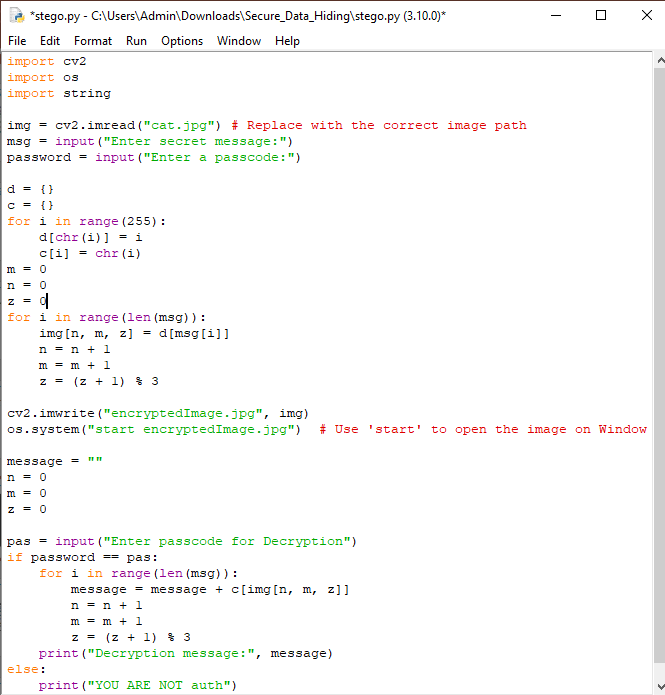 *stego.py - C:\Users\Admin\Downloads\Secure_Data_Hiding\stego.py (3.10.0)*
File Edit Format Run Options Window Help
import cv2
import os
import string

img = cv2.imread("cat.jpg") # Replace with the correct image path
msg = input("Enter secret message:")
password = input("Enter a passcode:")

d = {}
c = {}
for i in range(255):
    d[chr(i)] = i
    c[i] = chr(i)
m = 0
n = 0
z = 0
for i in range(len(msg)):
    img[n, m, z] = d[msg[i]]
    n = n + 1
    m = m + 1
    z = (z + 1) % 3

cv2.imwrite("encryptedImage.jpg", img)
os.system("start encryptedImage.jpg")  # Use 'start' to open the image on Window

message = ""
n = 0
m = 0
z = 0

pas = input("Enter passcode for Decryption")
if password == pas:
    for i in range(len(msg)):
        message = message + c[img[n, m, z]]
        n = n + 1
        m = m + 1
        z = (z + 1) % 3
    print("Decryption message:", message)
else:
    print("YOU ARE NOT auth")